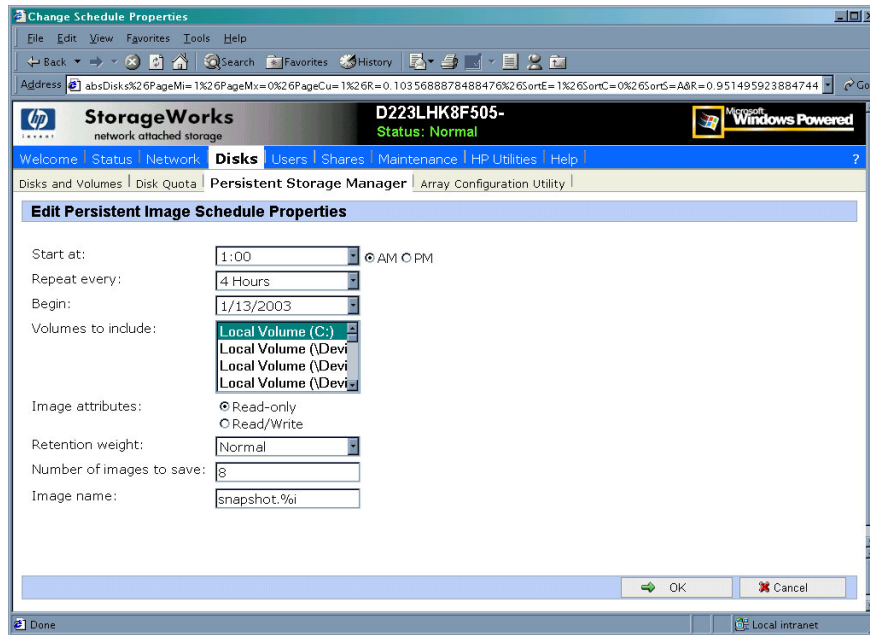 Change Schedule Properties
File Edit View Favorites Tools Help
Back Search Favorites History
Address absDisks%26PageMi=1%26PageMx=0%26PageCu=1%26R=0.1035688878488476%26SortE=1%26SortC=0%26SortS=A&R=0.951495923884744 Go
hp StorageWorks D223LHK8F505- Microsoft
invent network attached storage Status: Normal Windows Powered
Welcome Status Network Disks Users Shares Maintenance HP Utilities Help ?
Disks and Volumes Disk Quota Persistent Storage Manager Array Configuration Utility
Edit Persistent Image Schedule Properties
Start at: 1:00 AM PM
Repeat every: 4 Hours
Begin: 1/13/2003
Volumes to include: Local Volume (C:)
Local Volume (\Devi
Local Volume (\Devi
Local Volume (\Devi
Image attributes: Read-only
Read/Write
Retention weight: Normal
Number of images to save: 8
Image name: snapshot.%i
OK Cancel
Done Local intranet